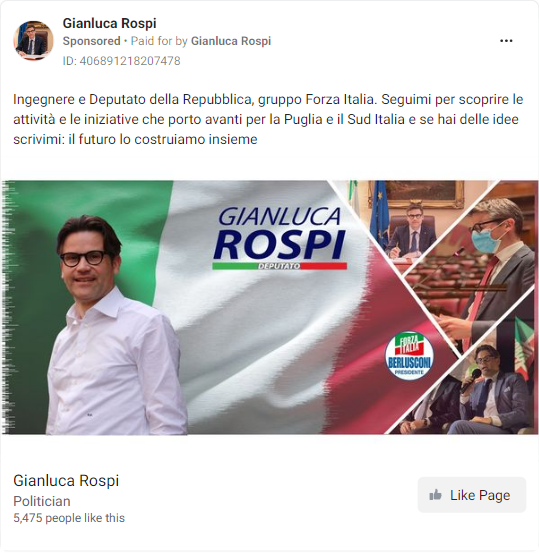 Gianluca Rospi
Sponsored • Paid for by Gianluca Rospi
ID: 406891218207478
Ingegnere e Deputato della Repubblica, gruppo Forza Italia. Seguimi per scoprire le
attività e le iniziative che porto avanti per la Puglia e il Sud Italia e se hai delle idee
scrivimi: il futuro lo costruiamo insieme
GIANLUCA
ROSPI
DEPUTATO
FORZA
ITALIA
BERLUSCONI
PRESIDENTE
Gianluca Rospi
Politician
5,475 people like this
Like Page